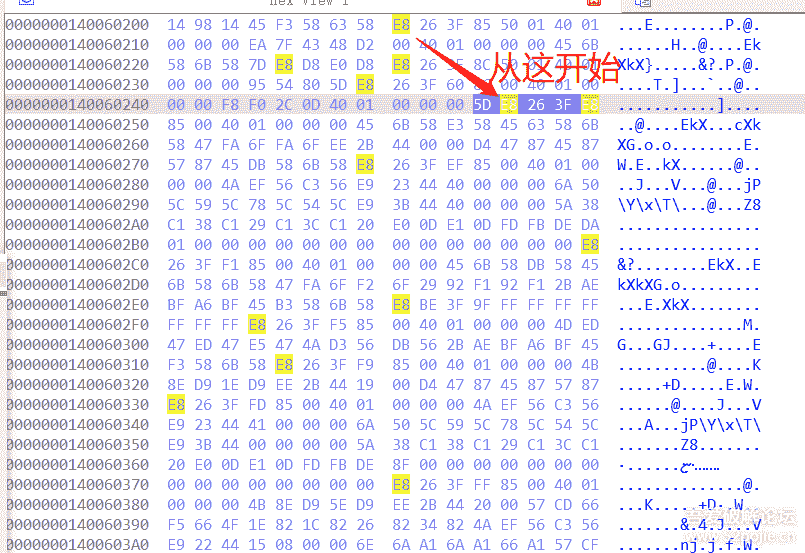 Hex View 1
0000000140060200 14 98 14 45 F3 58 63 58 E8 26 3F 85 50 01 40 01 ...E........P.@.
0000000140060210 00 00 00 EA 7F 43 48 D2 00 40 01 00 00 00 45 6B .......H..@....Ek
0000000140060220 58 6B 58 7D E8 D8 E0 D8 E8 26 3F 8C 50 01 40 01 XkX}.....&?.P.@.
0000000140060230 00 00 00 95 54 80 5D E8 26 3F 60 00 40 01 00 ....T.]...`..@..
0000000140060240 00 00 F8 F0 2C 0D 40 01 00 00 00 5D 26 3F ............]....
0000000140060250 85 00 40 01 00 00 00 45 6B 58 E3 58 45 63 58 6B ..@....EkX...cXk
0000000140060260 58 47 FA 6F FA 6F EE 2B 44 00 00 D4 47 87 45 87 XG.o.o........E.
0000000140060270 57 87 45 DB 58 6B 58 E8 26 3F EF 85 00 40 01 00 W.E..kX......@..
0000000140060280 00 00 4A EF 56 C3 56 E9 23 44 40 00 00 00 6A 50 ..J...V...@...jP
0000000140060290 5C 59 5C 78 5C 54 5C E9 3B 44 40 00 00 00 5A 38 \Y\x\T\...@...Z8
00000001400602A0 C1 38 C1 29 C1 3C C1 20 E0 0D E1 0D FD FB DE DA ................
00000001400602B0 01 00 00 00 00 00 00 00 00 00 00 00 00 00 00 E8 ................
00000001400602C0 26 3F F1 85 00 40 01 00 00 00 45 6B 58 DB 58 45 &?........EkX..E
00000001400602D0 6B 58 6B 58 47 FA 6F F2 6F 29 92 F1 92 F1 2B AE kXkXG.o.........
00000001400602E0 BF A6 BF 45 B3 58 6B 58 E8 BE 3F 9F FF FF FF FF ...E.XkX........
00000001400602F0 FF FF FF E8 26 3F F5 85 00 40 01 00 00 00 4D ED ..............M.
0000000140060300 47 ED 47 E5 47 4A D3 56 DB 56 2B AE BF A6 BF 45 G...GJ....+....E
0000000140060310 F3 58 6B 58 E8 26 3F F9 85 00 40 01 00 00 00 4B ..........@....K
0000000140060320 8E D9 1E D9 EE 2B 44 19 00 D4 47 87 45 87 57 87 .....+D.....E.W.
0000000140060330 E8 26 3F FD 85 00 40 01 00 00 00 4A EF 56 C3 56 ......@....J...V
0000000140060340 E9 23 44 41 00 00 00 6A 50 5C 59 5C 78 5C 54 5C ...A...jP\Y\x\T\
0000000140060350 E9 3B 44 00 00 00 00 5A 38 C1 38 C1 29 C1 3C C1 .......Z8.......
0000000140060360 20 E0 0D E1 0D FD FB DE 8F 00 00 00 00 00 00 00
0000000140060370 00 00 00 00 00 00 00 00 E8 26 3F FF 85 00 40 01 ..............@.
0000000140060380 00 00 00 4B 8E D9 5E D9 EE 2B 44 20 00 57 CD 66 ...K.....+D..W..
0000000140060390 F5 66 4F 1E 82 1C 82 26 82 34 82 4A EF 56 C3 56 .......&.4.J...V
00000001400603A0 E9 22 44 15 08 00 00 00 6E 6A A1 6A A1 66 A1 57 CF
从这开始